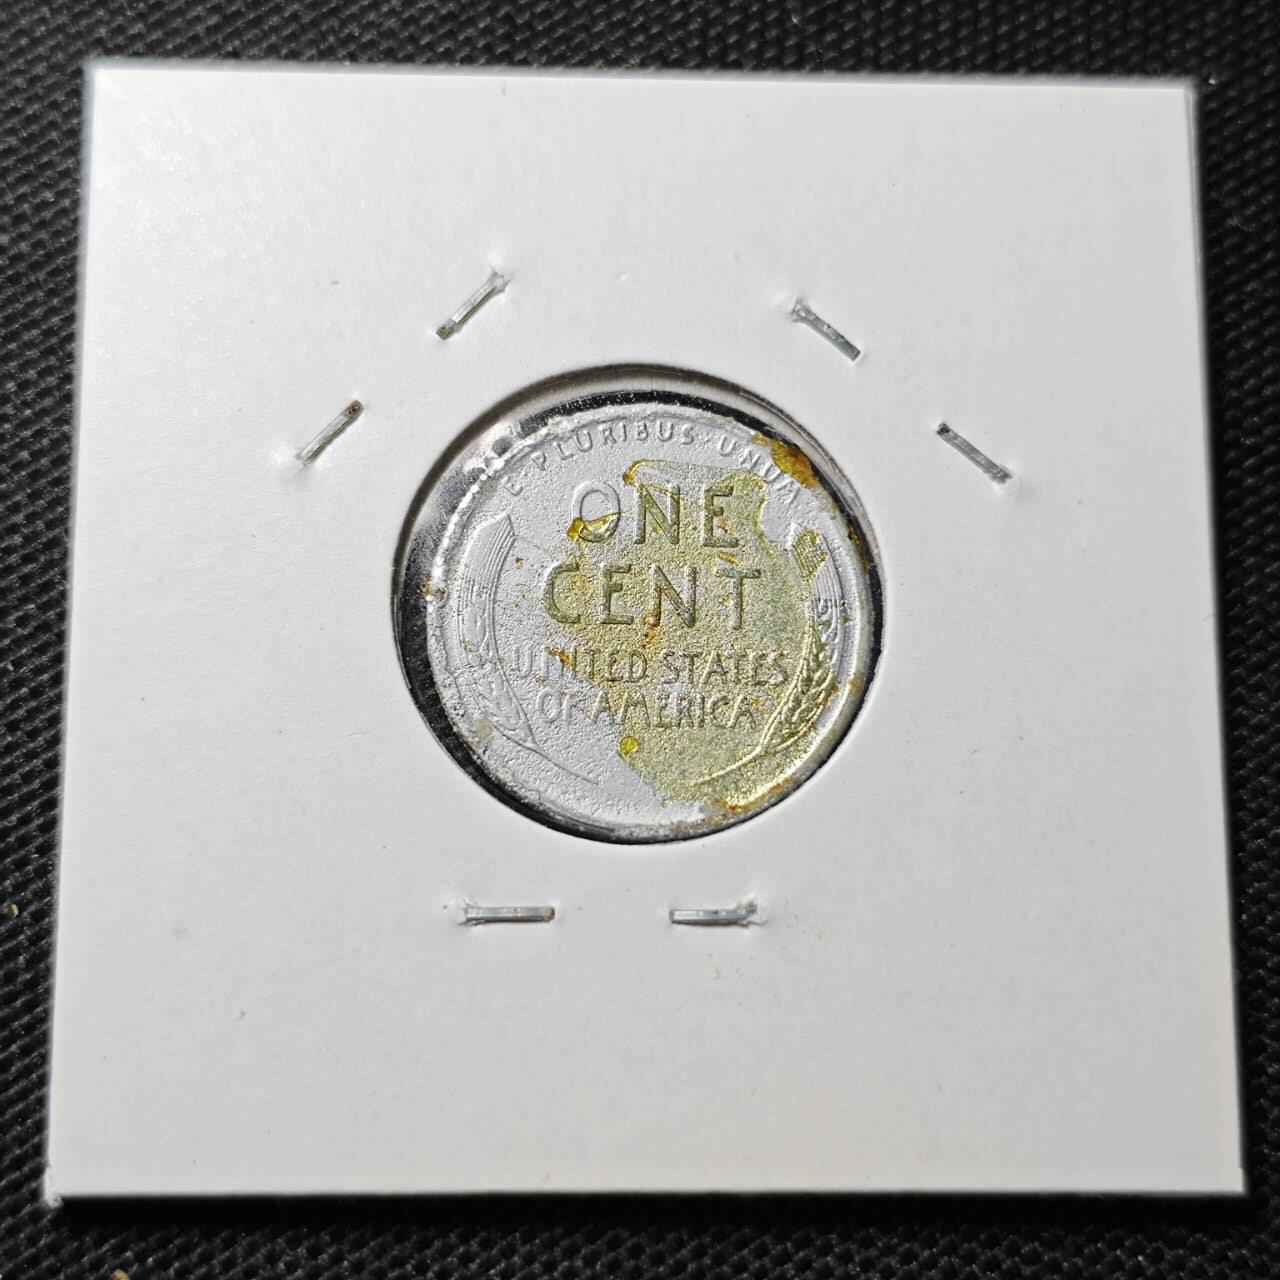 E·PLURIBUS·UNUM
ONE
CENT
UNITED STATES
OF AMERICA